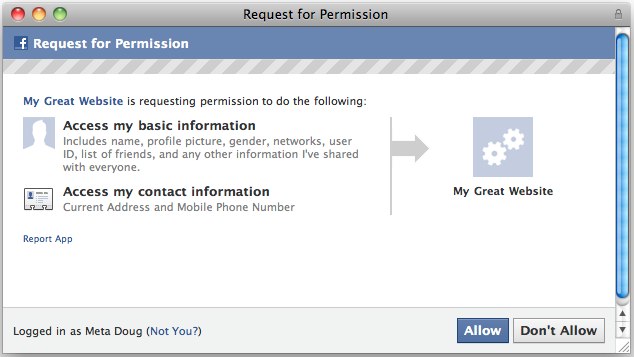 Request for Permission
Request for Permission
My Great Website is requesting permission to do the following:
Access my basic information
Includes name, profile picture, gender, networks, user
ID, list of friends, and any other information I've shared
with everyone.
Access my contact information
Current Address and Mobile Phone Number
My Great Website
Report App
Logged in as Meta Doug (Not You?)
Allow
Don't Allow